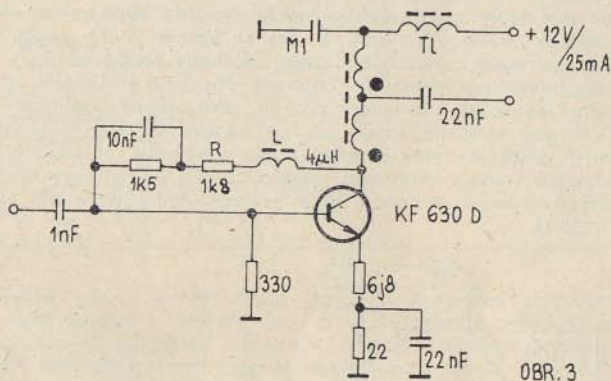 M1
Tl
+ 12V/
25mA
22nF
10nF
R
L
4µH
1k5
1k8
1nF
KF 630 D
330
6j8
22
22nF
OBR. 3